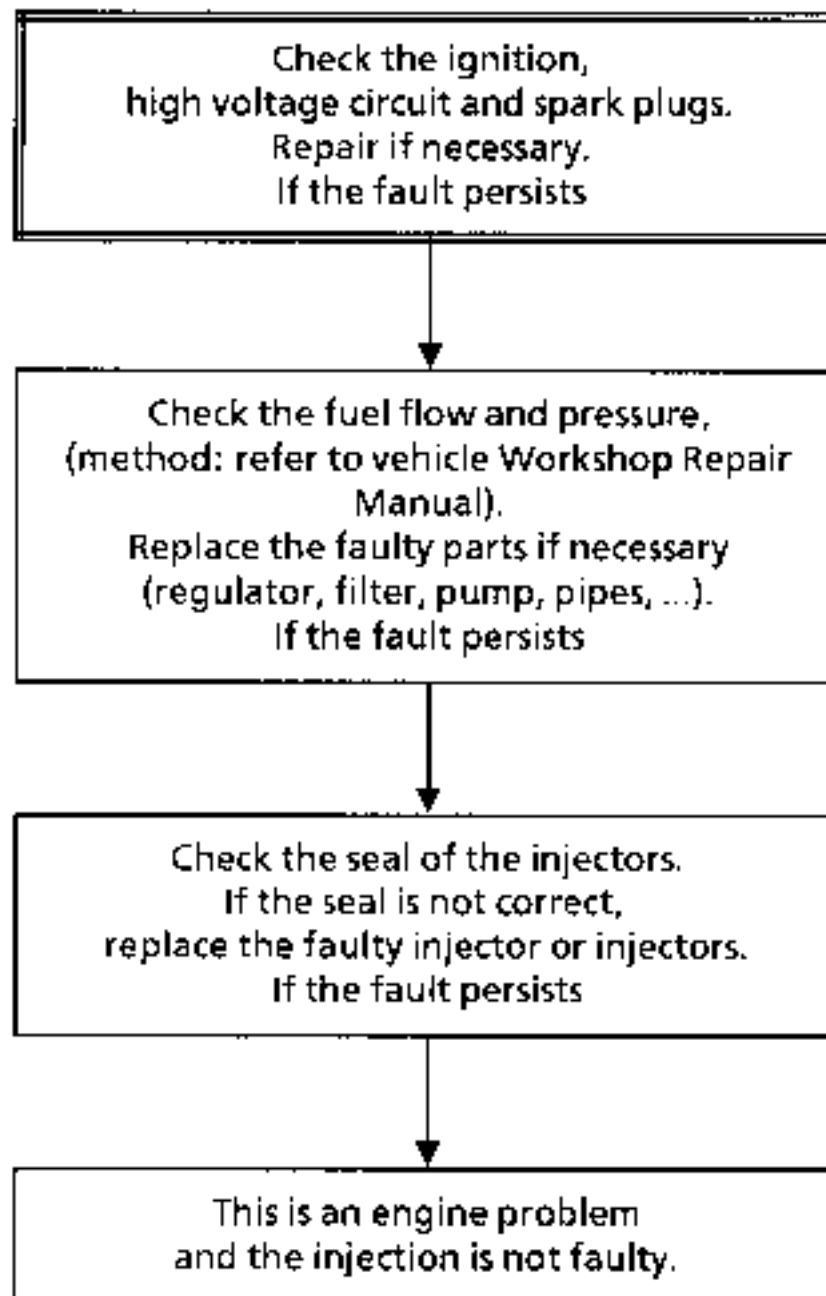 Check the ignition,
high voltage circuit and spark plugs.
Repair if necessary.
If the fault persists
Check the fuel flow and pressure,
(method: refer to vehicle Workshop Repair
Manual).
Replace the faulty parts if necessary
(regulator, filter, pump, pipes, ...).
If the fault persists
Check the seal of the injectors.
If the seal is not correct,
replace the faulty injector or injectors.
If the fault persists
This is an engine problem
and the injection is not faulty.